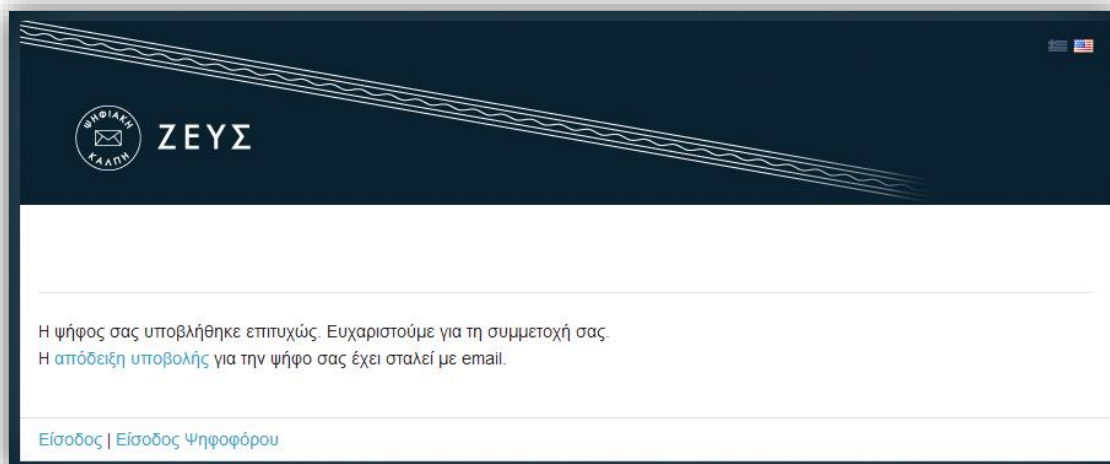 ΨΗΦΙΑΚΗ
ΚΑΛΠΗ
ΖΕΥΣ
Η ψήφος σας υποβλήθηκε επιτυχώς. Ευχαριστούμε για τη συμμετοχή σας.
Η απόδειξη υποβολής για την ψήφο σας έχει σταλεί με email.
Είσοδος | Είσοδος Ψηφοφόρου